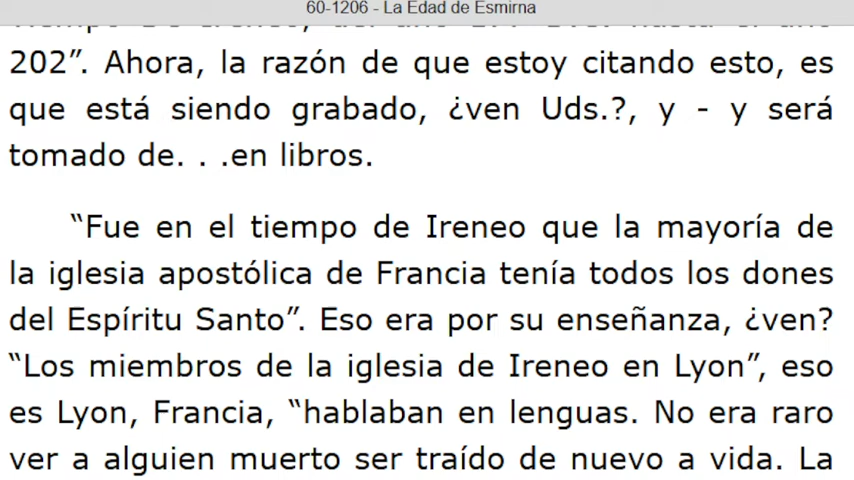 60-1206 - La Edad de Esmirna
202”. Ahora, la razón de que estoy citando esto, es
que está siendo grabado, ¿ven Uds.?, y - y será
tomado de. . .en libros.
“Fue en el tiempo de Ireneo que la mayoría de
la iglesia apostólica de Francia tenía todos los dones
del Espíritu Santo”. Eso era por su enseñanza, ¿ven?
“Los miembros de la iglesia de Ireneo en Lyon”, eso
es Lyon, Francia, “hablaban en lenguas. No era raro
ver a alguien muerto ser traído de nuevo a vida. La